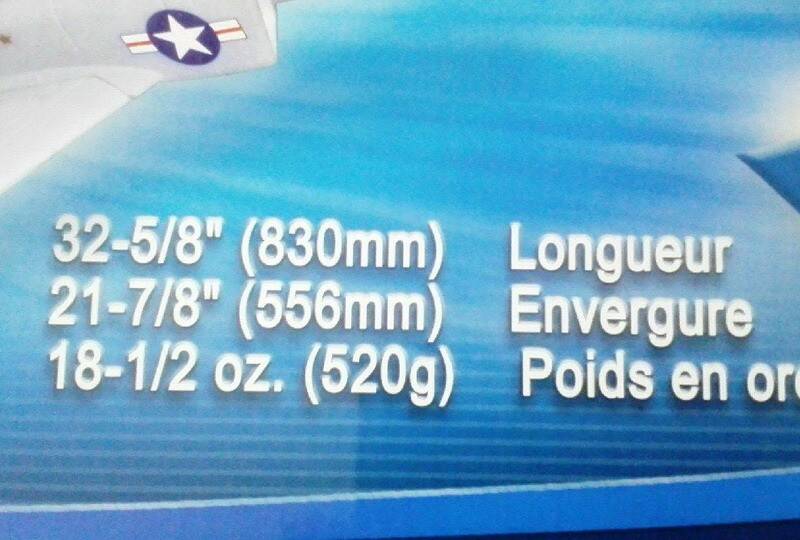 32-5/8" (830mm) Longueur
21-7/8" (556mm) Envergure
18-1/2 oz. (520g) Poids en